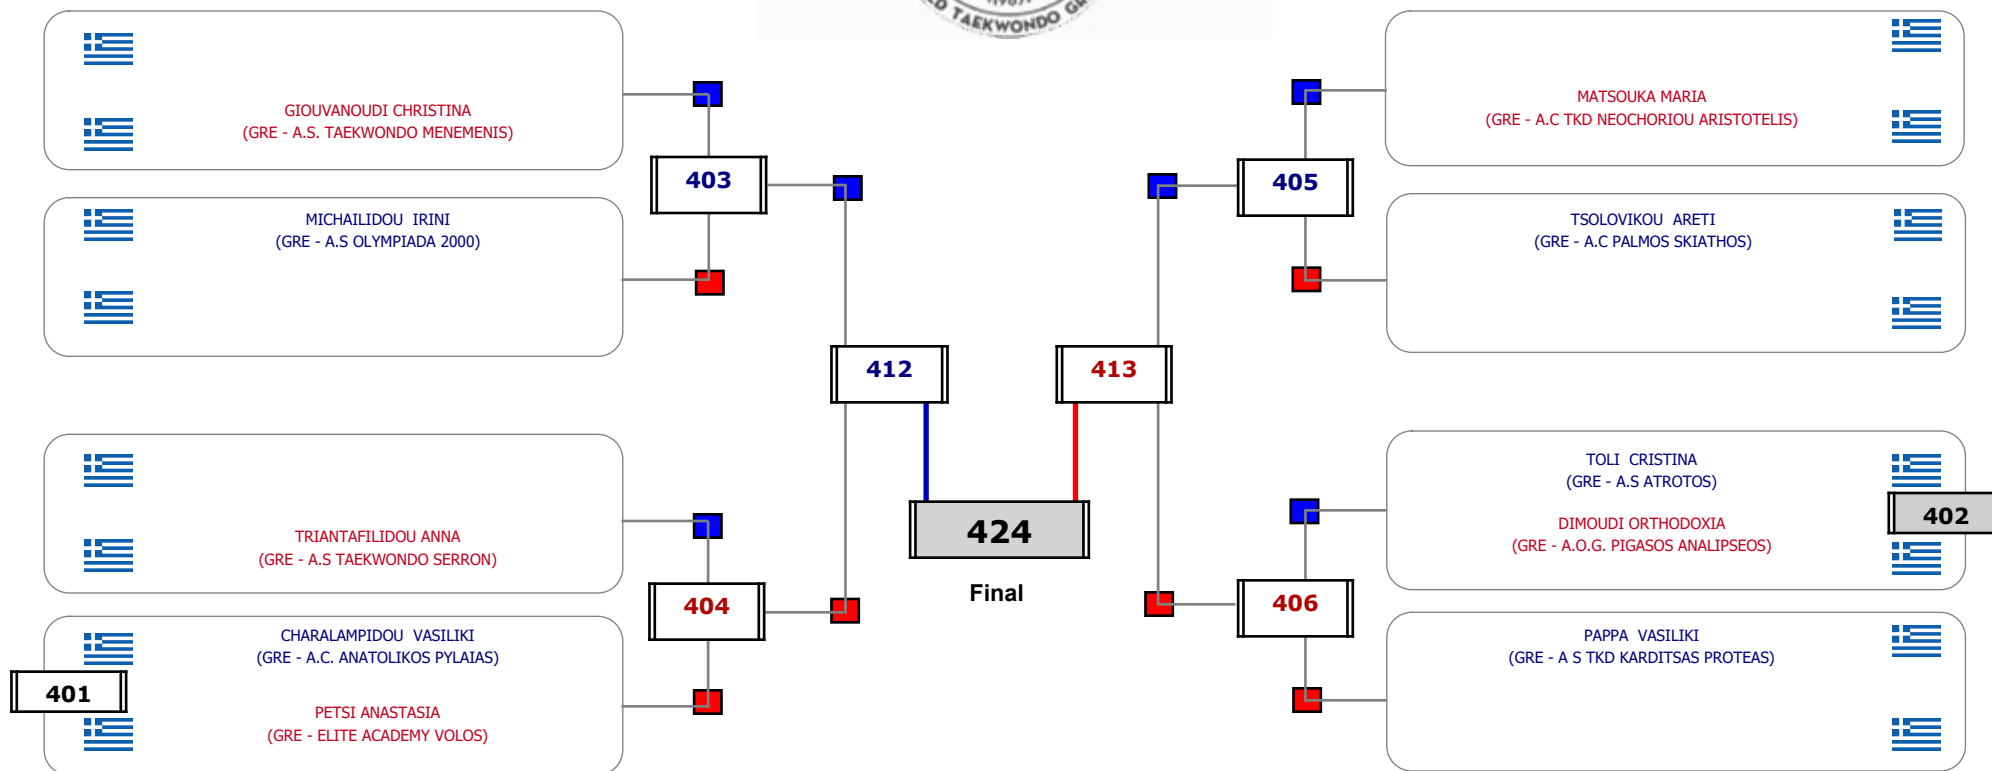 TAEKWONDO
GIOUVANOUDI CHRISTINA
(GRE - A.S. TAEKWONDO MENEMENIS)
MICHAILIDOU IRINI
(GRE - A.S OLYMPIADA 2000)
403
412
TRIANTAFILIDOU ANNA
(GRE - A.S TAEKWONDO SERRON)
404
CHARALAMPIDOU VASILIKI
(GRE - A.C. ANATOLIKOS PYLAIAS)
401
PETSI ANASTASIA
(GRE - ELITE ACADEMY VOLOS)
424
Final
MATSOUKA MARIA
(GRE - A.C TKD NEOCHORIOU ARISTOTELIS)
405
TSOLOVIKOU ARETI
(GRE - A.C PALMOS SKIATHOS)
413
TOLI CRISTINA
(GRE - A.S ATROTOS)
402
DIMOUDI ORTHODOXIA
(GRE - A.O.G. PIGASOS ANALIPSEOS)
406
PAPPA VASILIKI
(GRE - A S TKD KARDITSAS PROTEAS)